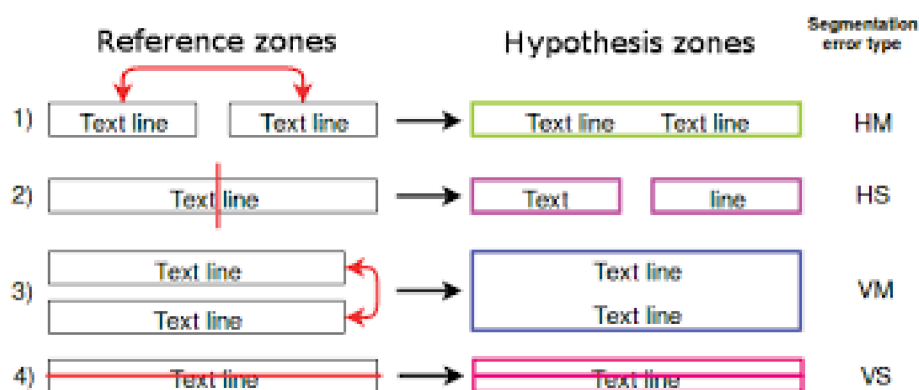 Reference zones Hypothesis zones Segmentation
error type
1) Text line Text line Text line Text line HM
2) Text line Text line HS
3) Text line Text line VM
Text line Text line
4) Text line Text line VS